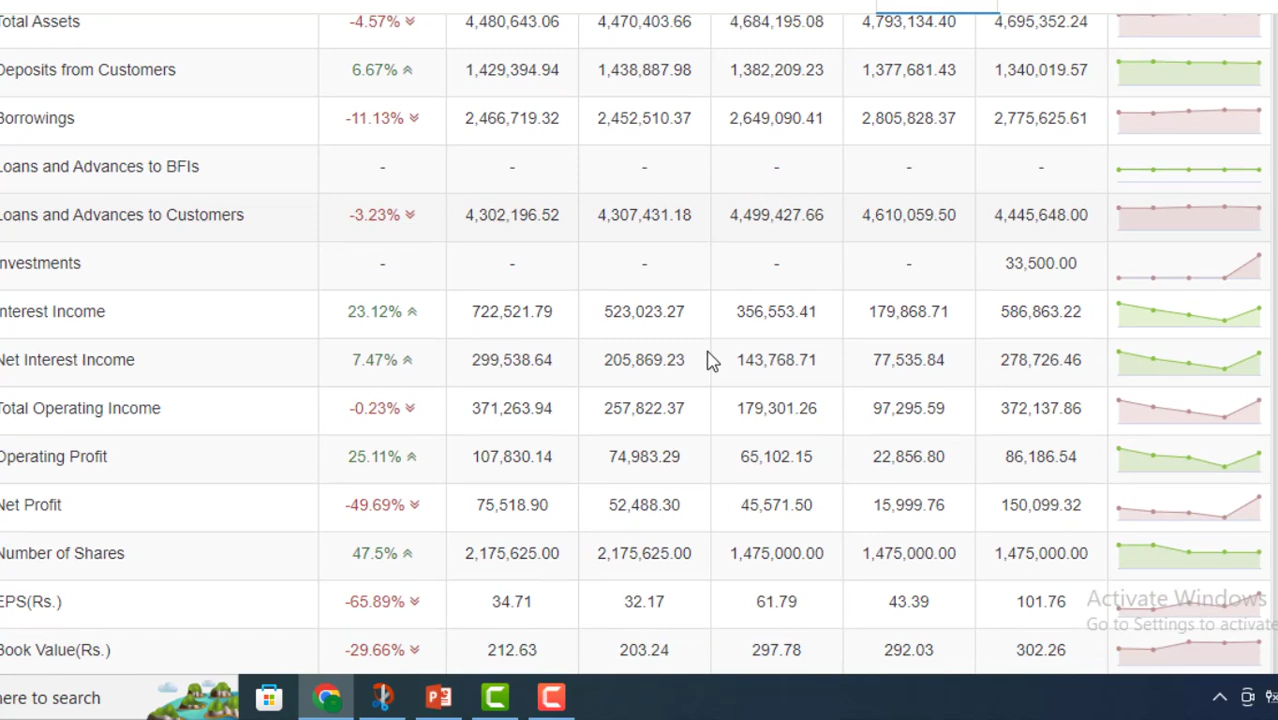 Total Assets -4.57% 4,480,643.06 4,470,403.66 4,684,195.08 4,793,134.40 4,695,352.24
Deposits from Customers 6.67% 1,429,394.94 1,438,887.98 1,382,209.23 1,377,681.43 1,340,019.57
Borrowings -11.13% 2,466,719.32 2,452,510.37 2,649,090.41 2,805,828.37 2,775,625.61
Loans and Advances to BFIs - - - - - -
Loans and Advances to Customers -3.23% 4,302,196.52 4,307,431.18 4,499,427.66 4,610,059.50 4,445,648.00
nvestments - - - - - 33,500.00
nterest Income 23.12% 722,521.79 523,023.27 356,553.41 179,868.71 586,863.22
Net Interest Income 7.47% 299,538.64 205,869.23 143,768.71 77,535.84 278,726.46
Total Operating Income -0.23% 371,263.94 257,822.37 179,301.26 97,295.59 372,137.86
Operating Profit 25.11% 107,830.14 74,983.29 65,102.15 22,856.80 86,186.54
Net Profit -49.69% 75,518.90 52,488.30 45,571.50 15,999.76 150,099.32
Number of Shares 47.5% 2,175,625.00 2,175,625.00 1,475,000.00 1,475,000.00 1,475,000.00
EPS(Rs.) -65.89% 34.71 32.17 61.79 43.39 101.76
Activate Windows
Go to Settings to activate
Book Value(Rs.) -29.66% 212.63 203.24 297.78 292.03 302.26
ere to search